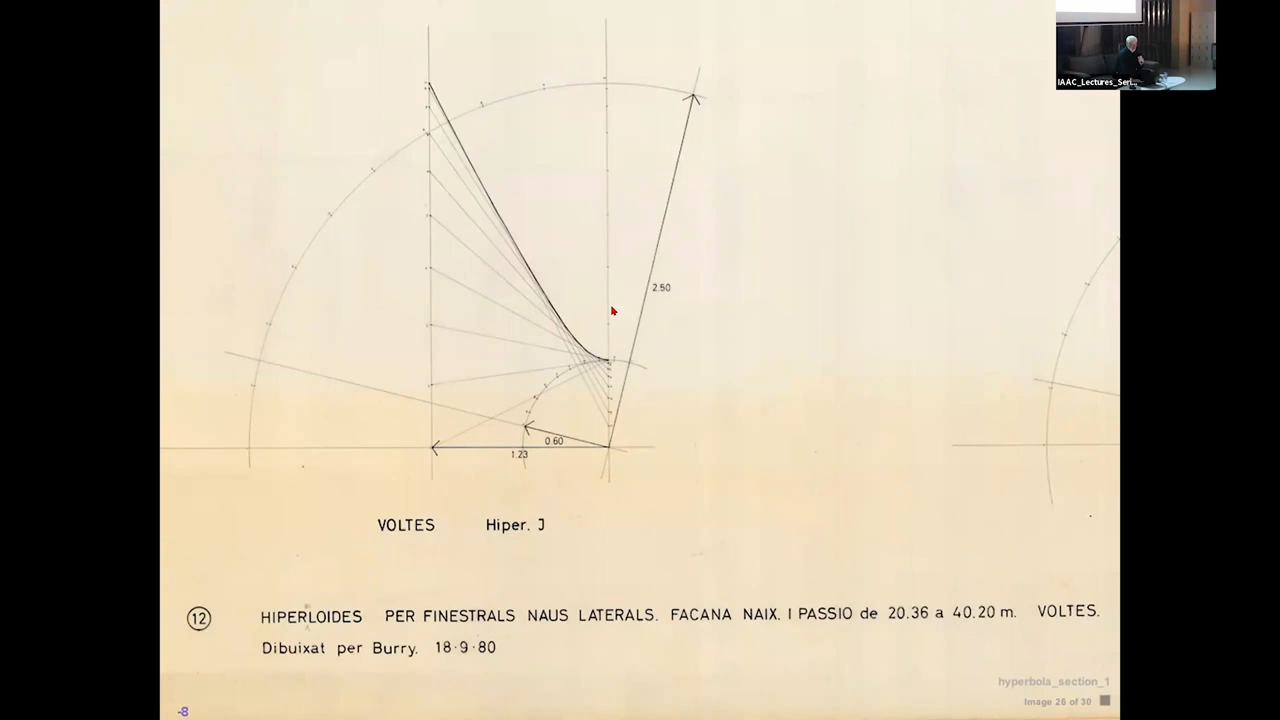 IAAC_Lectures_Seri...
2.50
0.60
1.23
VOLTES Hiper. J
12 HIPERLOIDES PER FINESTRALS NAUS LATERALS. FACANA NAIX. I PASSIO de 20.36 a 40.20 m. VOLTES.
Dibuixat per Burry. 18·9·80
hyperbola_section_1
Image 26 of 30
-8